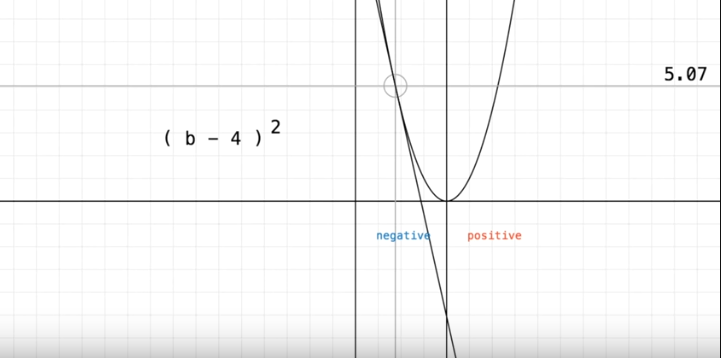 5.07
( b − 4 )²
negative positive